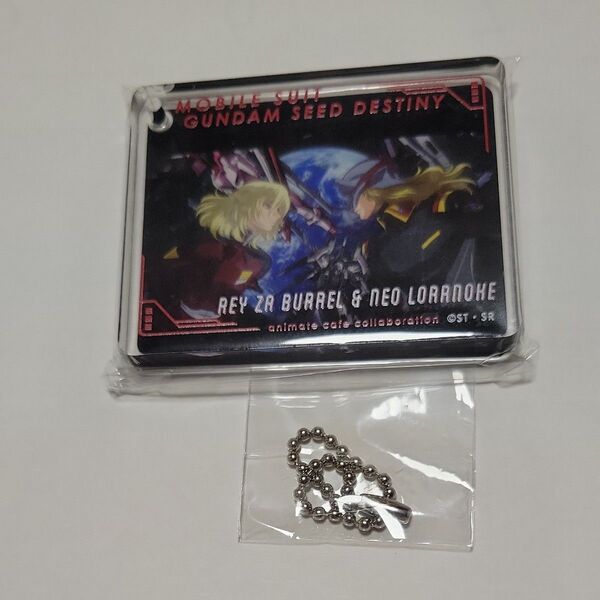 MOBILE SUIT
GUNDAM SEED DESTINY
REY ZA BURREL & NEO LORRNOKE
animate cafe collaboration ©ST・SR